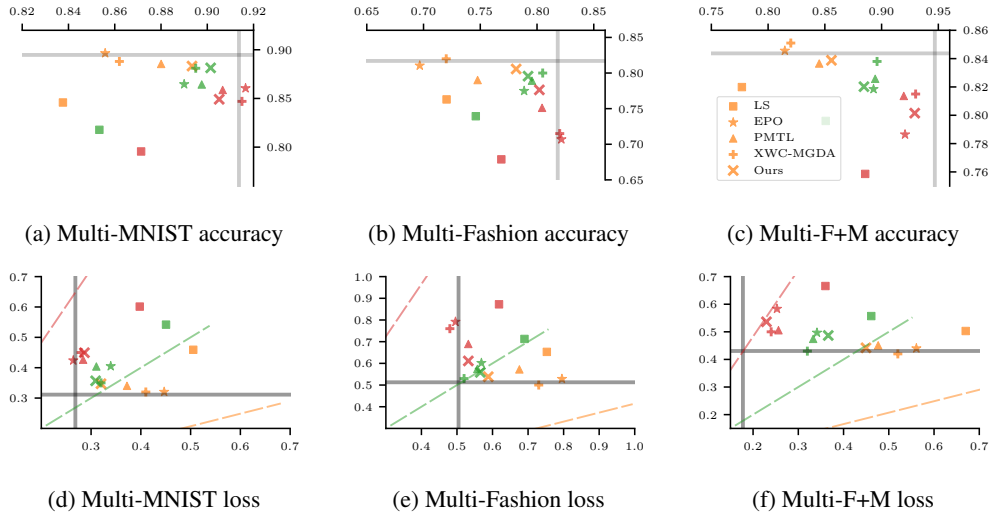 0.82 0.84 0.86 0.88 0.90 0.92
0.90
0.85
0.80
0.65 0.70 0.75 0.80 0.85
0.85
0.80
0.75
0.70
0.65
0.75 0.80 0.85 0.90 0.95
0.86
0.84
0.82
0.80
0.78
0.76
LS
EPO
PMTL
XWC-MGDA
Ours
(a) Multi-MNIST accuracy
(b) Multi-Fashion accuracy
(c) Multi-F+M accuracy
0.7
0.6
0.5
0.4
0.3
0.3 0.4 0.5 0.6 0.7
1.0
0.9
0.8
0.7
0.6
0.5
0.4
0.4 0.5 0.6 0.7 0.8 0.9 1.0
0.7
0.6
0.5
0.4
0.3
0.2
0.2 0.3 0.4 0.5 0.6 0.7
(d) Multi-MNIST loss
(e) Multi-Fashion loss
(f) Multi-F+M loss